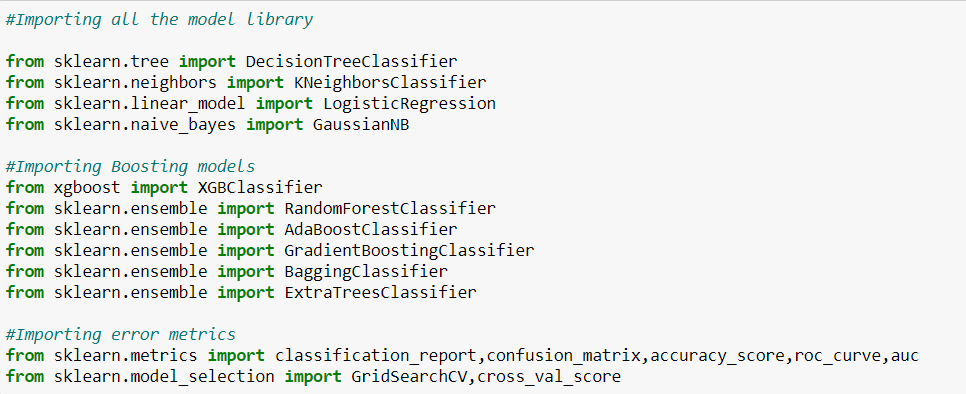 #Importing all the model library
from sklearn.tree import DecisionTreeClassifier
from sklearn.neighbors import KNeighborsClassifier
from sklearn.linear_model import LogisticRegression
from sklearn.naive_bayes import GaussianNB
#Importing Boosting models
from xgboost import XGBClassifier
from sklearn.ensemble import RandomForestClassifier
from sklearn.ensemble import AdaBoostClassifier
from sklearn.ensemble import GradientBoostingClassifier
from sklearn.ensemble import BaggingClassifier
from sklearn.ensemble import ExtraTreesClassifier
#Importing error metrics
from sklearn.metrics import classification_report,confusion_matrix,accuracy_score,roc_curve,auc
from sklearn.model_selection import GridSearchCV,cross_val_score